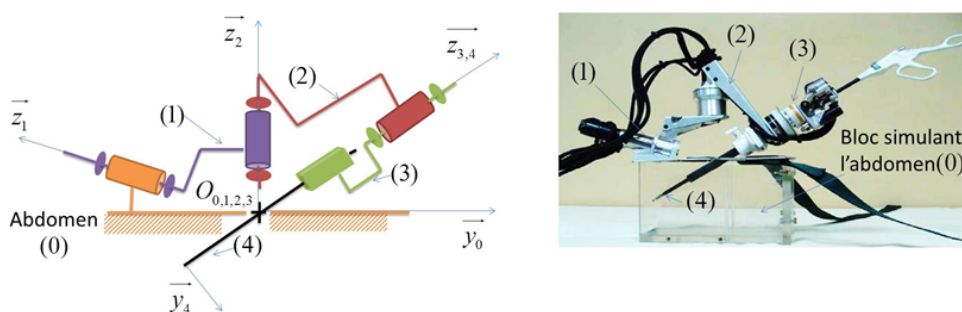 z₂
z₃,₄
(2)
z₁
(1)
(3)
O₀,₁,₂,₃
Abdomen
(0)
y₀
(4)
y₄
(2)
(3)
(1)
Bloc simulant
l'abdomen(0)
(4)